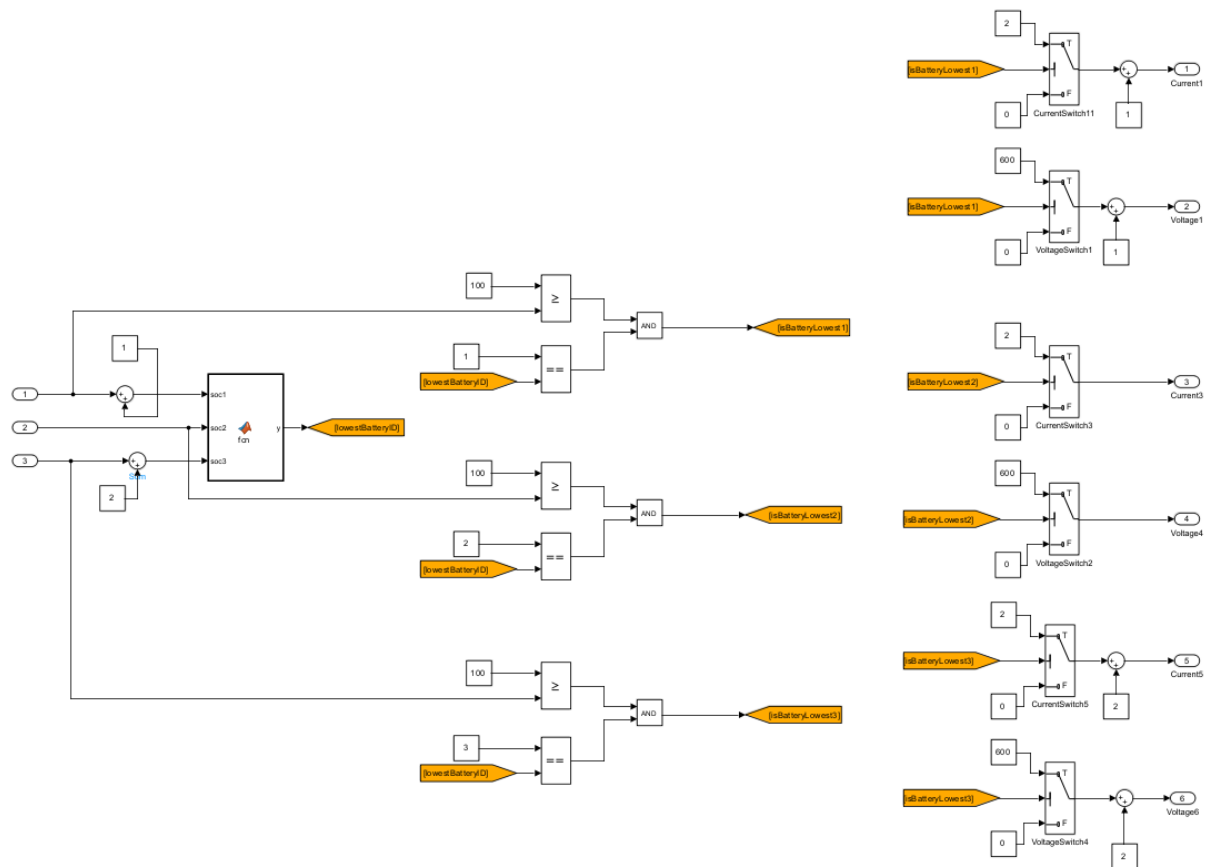 2
T
[isBatteryLowest1]
1
Current1
0
F
CurrentSwitch11
1
600
T
[isBatteryLowest1]
2
Voltage1
0
F
VoltageSwitch1
1
100
≥
AND
[isBatteryLowest1]
1
==
[lowestBatteryID]
1
1
2
3
soc1
soc2
soc3
fcn
y
[lowestBatteryID]
Sum
2
2
T
[isBatteryLowest2]
3
Current3
0
F
CurrentSwitch3
100
≥
AND
[isBatteryLowest2]
2
==
[lowestBatteryID]
600
T
[isBatteryLowest2]
4
Voltage4
0
F
VoltageSwitch2
2
T
[isBatteryLowest3]
5
Current5
0
F
CurrentSwitch5
2
100
≥
AND
[isBatteryLowest3]
3
==
[lowestBatteryID]
600
T
[isBatteryLowest3]
6
Voltage6
0
F
VoltageSwitch4
2